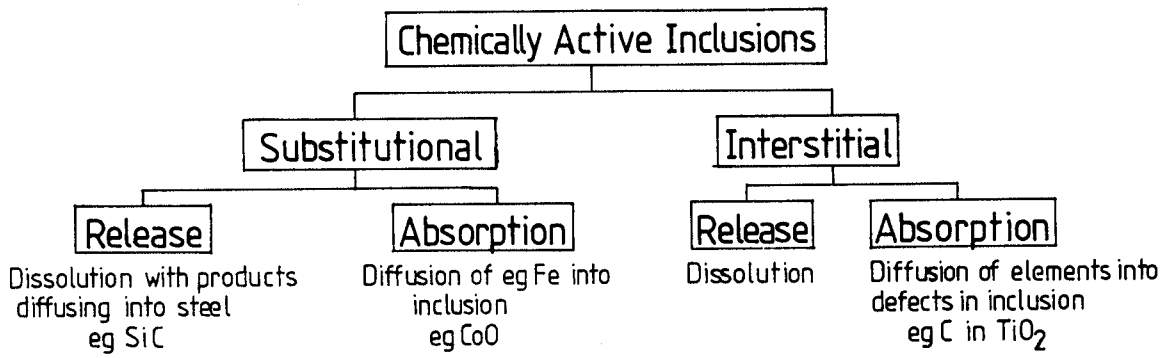 Chemically Active Inclusions
Substitutional
Interstitial
Release
Absorption
Release
Absorption
Dissolution with products
diffusing into steel
eg SiC
Diffusion of eg Fe into
inclusion
eg CoO
Dissolution
Diffusion of elements into
defects in inclusion
eg C in TiO₂